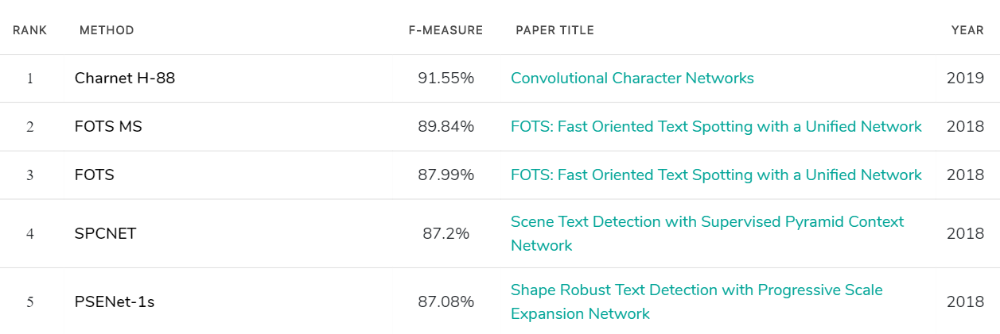 RANK METHOD F-MEASURE PAPER TITLE YEAR
1 Charnet H-88 91.55% Convolutional Character Networks 2019
2 FOTS MS 89.84% FOTS: Fast Oriented Text Spotting with a Unified Network 2018
3 FOTS 87.99% FOTS: Fast Oriented Text Spotting with a Unified Network 2018
4 SPCNET 87.2% Scene Text Detection with Supervised Pyramid Context 2018
Network
5 PSENet-1s 87.08% Shape Robust Text Detection with Progressive Scale 2018
Expansion Network